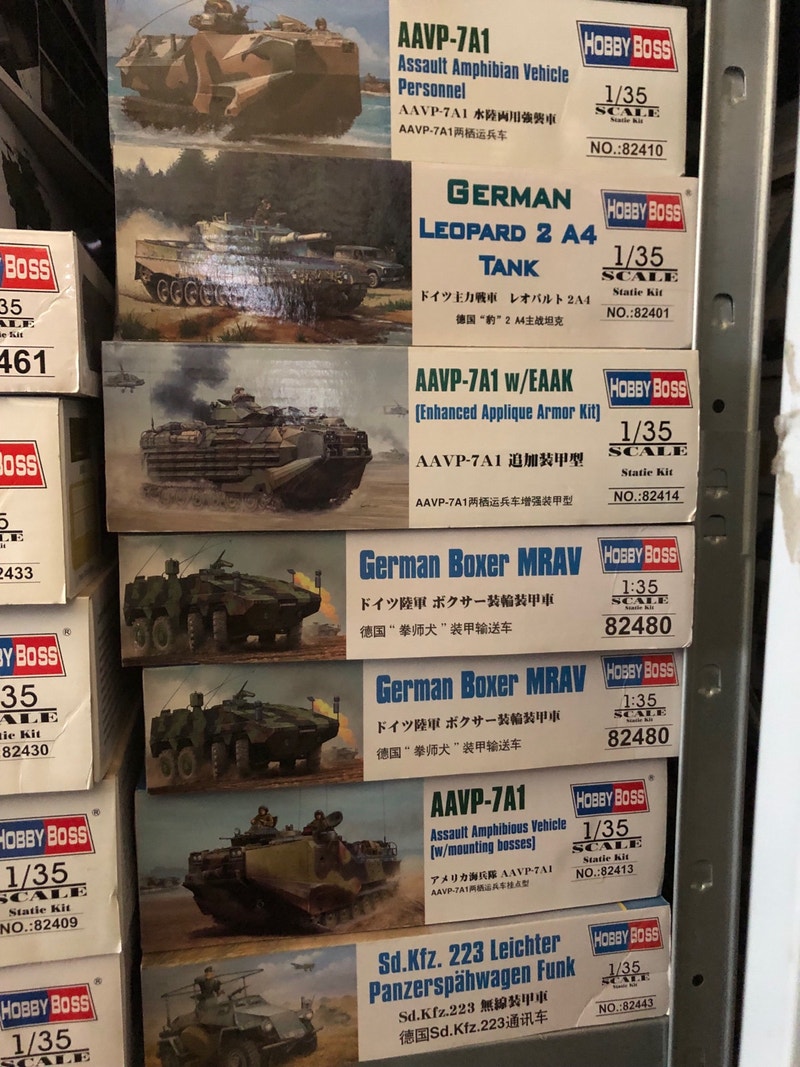 AAVP-7A1
Assault Amphibian Vehicle
Personnel
AAVP-7A1 水陸両用強襲車
AAVP-7A1两栖运兵车
HOBBY BOSS
1/35
SCALE
Static Kit
NO.:82410
GERMAN
LEOPARD 2 A4
TANK
ドイツ主力戦車 レオパルト 2A4
德国“豹”2 A4主战坦克
HOBBY BOSS®
1/35
SCALE
Static Kit
NO.:82401
AAVP-7A1 w/EAAK
(Enhanced Applique Armor Kit)
AAVP-7A1 追加装甲型
AAVP-7A1两栖运兵车增强装甲型
HOBBY BOSS
1/35
SCALE
Static Kit
NO.:82414
German Boxer MRAV
ドイツ陸軍 ボクサー装輪装甲車
德国“拳师犬”装甲输送车
HOBBY BOSS
1:35
SCALE
Static Kit
82480
German Boxer MRAV
ドイツ陸軍 ボクサー装輪装甲車
德国“拳师犬”装甲输送车
HOBBY BOSS
1:35
SCALE
Static Kit
82480
AAVP-7A1
Assault Amphibious Vehicle
(w/mounting bosses)
アメリカ海兵隊 AAVP-7A1
AAVP-7A1两栖运兵车挂点型
HOBBY BOSS®
1/35
SCALE
Static Kit
NO.:82413
Sd.Kfz. 223 Leichter
Panzerspähwagen Funk
Sd.Kfz.223 無線装甲車
德国Sd.Kfz.223通讯车
HOBBY BOSS
1/35
SCALE
Static Kit
NO.:82443
BOSS
35
ALE
ic Kit
461
BOSS
5
LE
it
2433
BY BOSS®
35
ALE
tic Kit
82430
HOBBY BOSS®
1/35
SCALE
Static Kit
NO.:82409
HOBBY BOSS®
1/35
SCALE